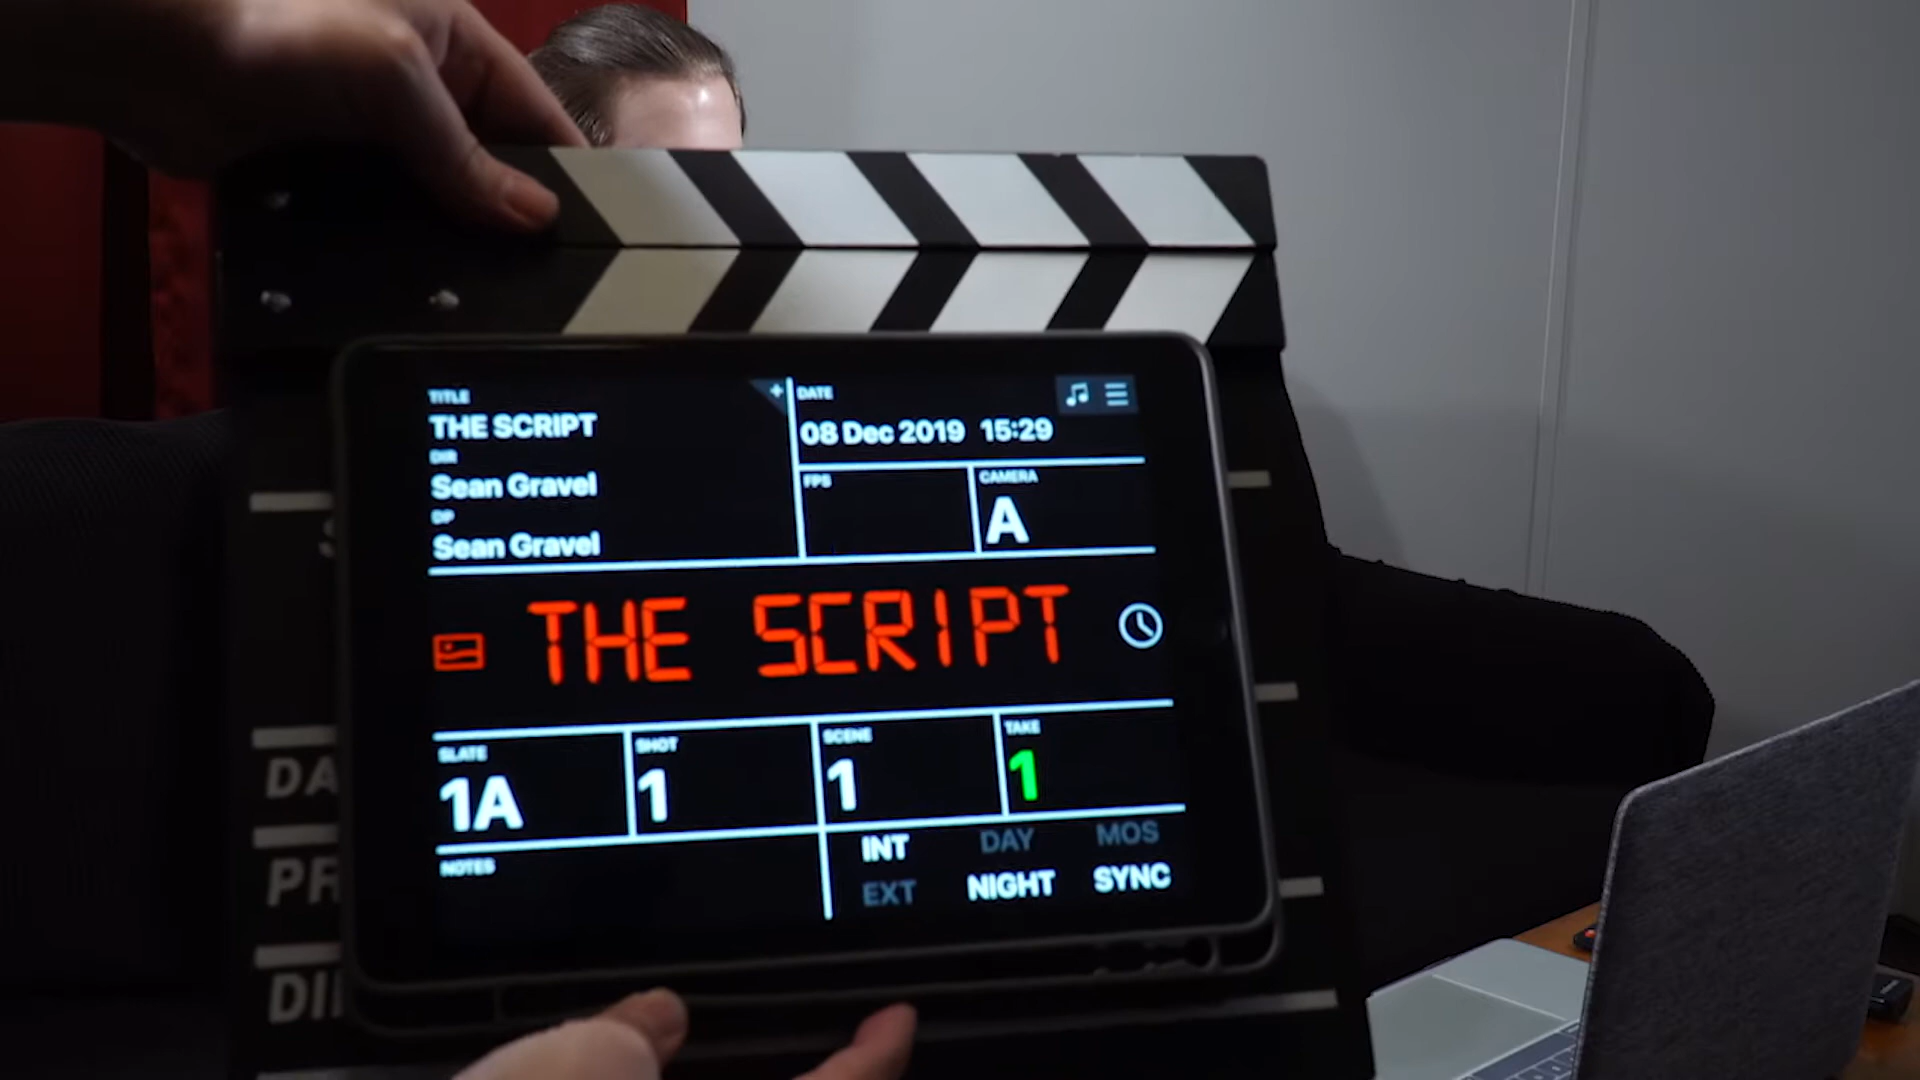 TITLE
THE SCRIPT
DIR
Sean Gravel
DP
Sean Gravel
DATE
08 Dec 2019 15:29
FPS
CAMERA
A
THE SCRIPT
SLATE
1A
SHOT
1
SCENE
1
TAKE
1
NOTES
INT DAY MOS
EXT NIGHT SYNC
DA
PR
DI